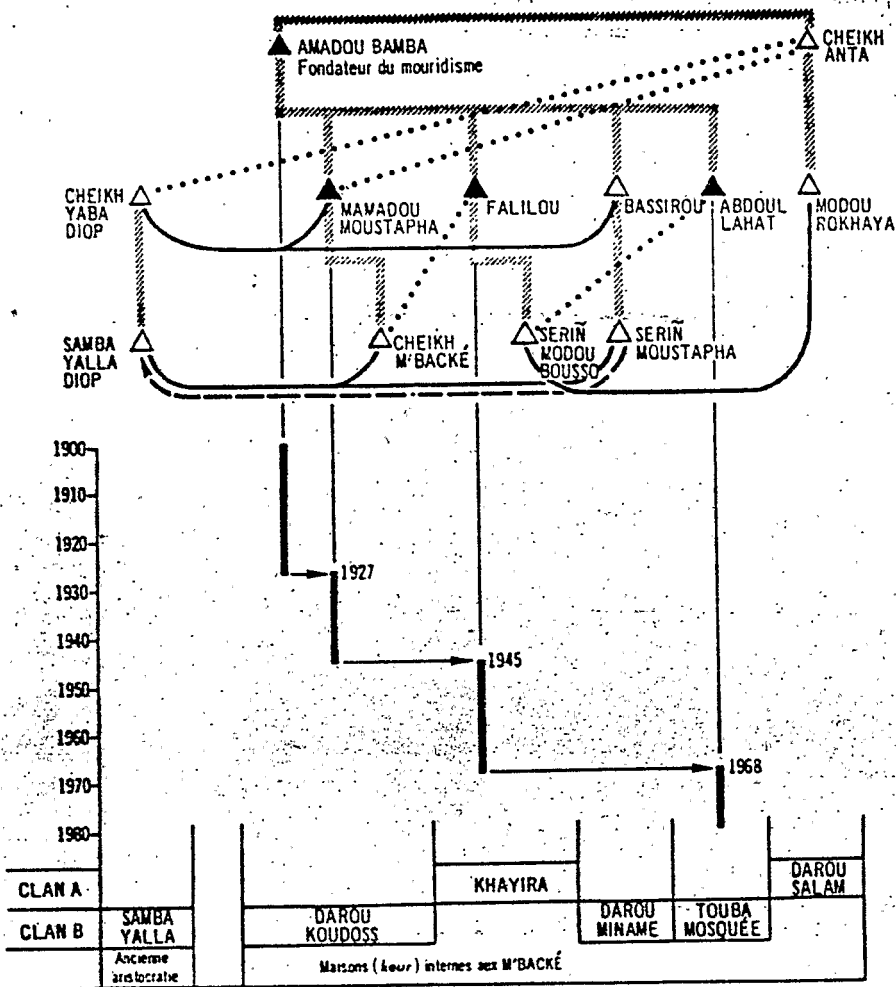 AMADOU BAMBA
Fondateur du mouridisme
CHEIKH
ANTA
CHEIKH
YABA
DIOP
MAMADOU
MOUSTAPHA
FALILOU
BASSIROU
ABDOUL
LAHAT
MODOU
ROKHAYA
SAMBA
YALLA
DIOP
CHEIKH
M'BACKÉ
SERIÑ
MODOU
BOUSSO
SERIÑ
MOUSTAPHA
1900
1910
1920
1927
1930
1940
1945
1950
1960
1968
1970
1980
CLAN A
KHAYIRA
DAROU
SALAM
CLAN B
SAMBA
YALLA
DAROU
KOUDOSS
DAROU
MINAME
TOUBA
MOSQUÉE
Ancienne
aristocratie
Maisons (keur) internes aux M'BACKÉ